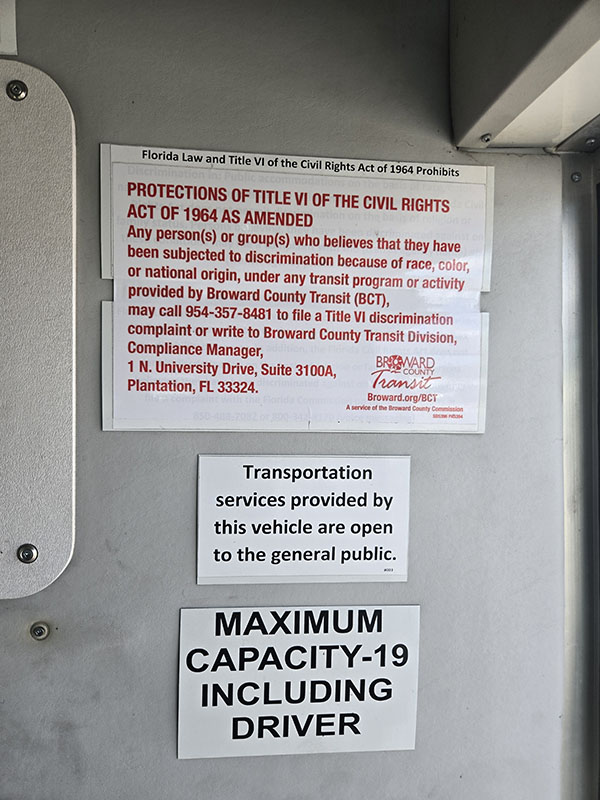 Florida Law and Title VI of the Civil Rights Act of 1964 Prohibits
PROTECTIONS OF TITLE VI OF THE CIVIL RIGHTS
ACT OF 1964 AS AMENDED
Any person(s) or group(s) who believes that they have
been subjected to discrimination because of race, color,
or national origin, under any transit program or activity
provided by Broward County Transit (BCT),
may call 954-357-8481 to file a Title VI discrimination
complaint or write to Broward County Transit Division,
Compliance Manager,
1 N. University Drive, Suite 3100A,
Plantation, FL 33324.
BROWARD
COUNTY
Transit
Broward.org/BCT
A service of the Broward County Commission
Transportation
services provided by
this vehicle are open
to the general public.
MAXIMUM
CAPACITY-19
INCLUDING
DRIVER